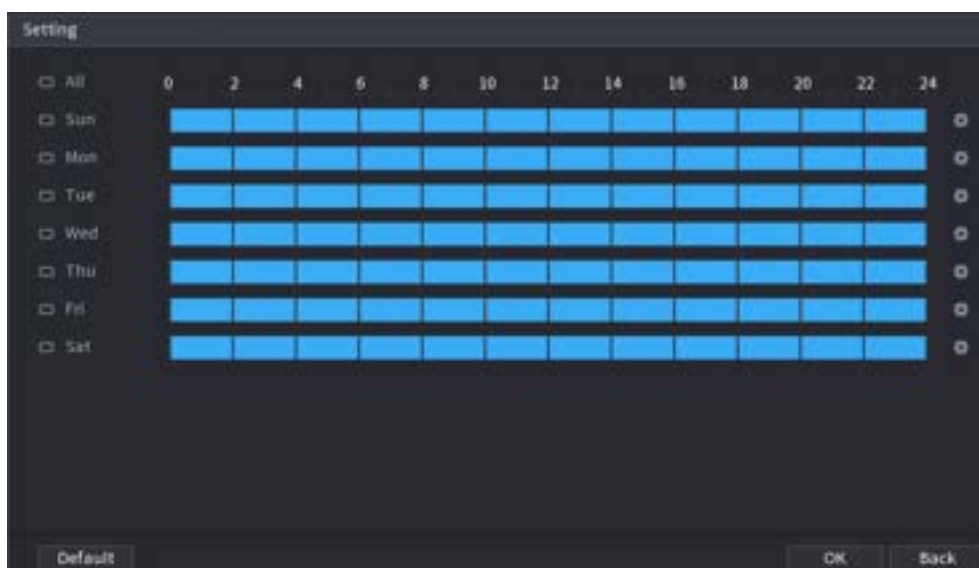 Setting
All 0 2 4 6 8 10 12 14 16 18 20 22 24
Sun
Mon
Tue
Wed
Thu
Fri
Sat
Default OK Back